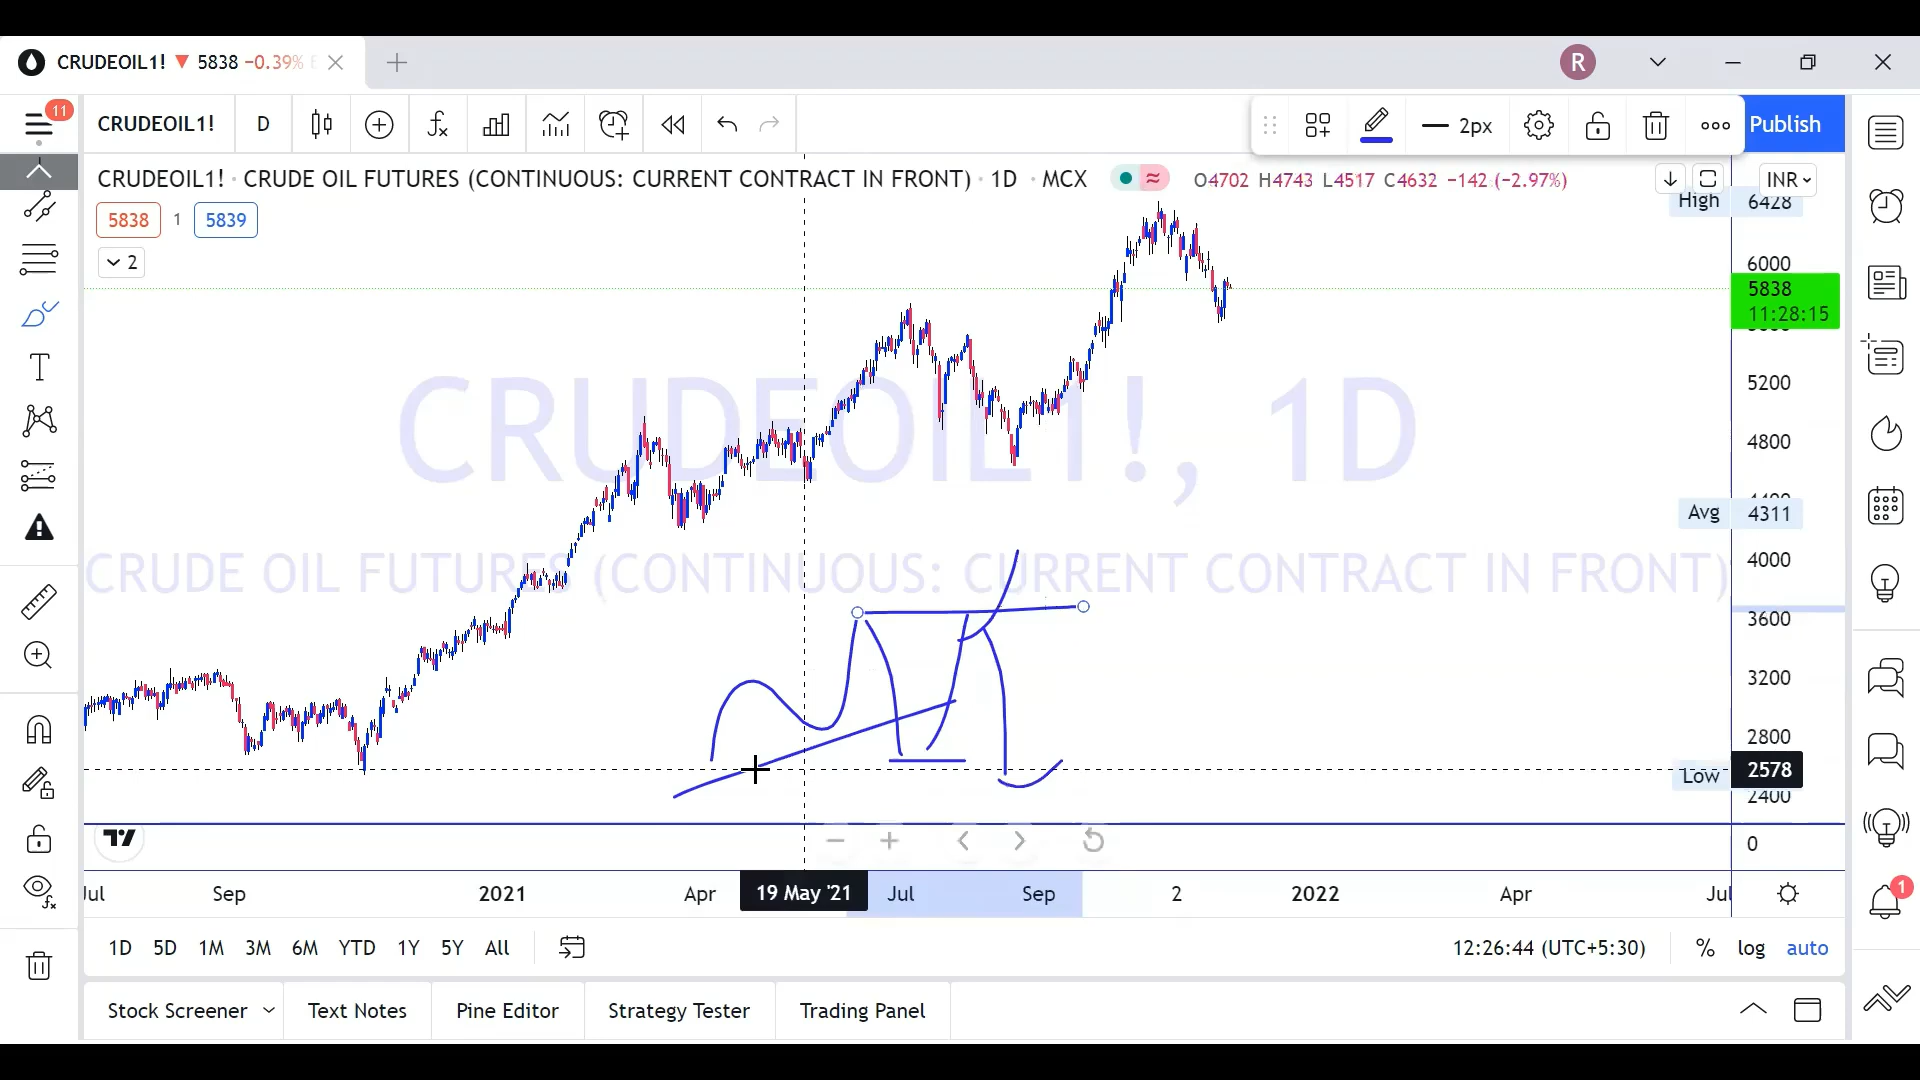 CRUDEOIL1! ▼ 5838 −0.39%
R
11
CRUDEOIL1! D
2px
Publish
CRUDEOIL1! · CRUDE OIL FUTURES (CONTINUOUS: CURRENT CONTRACT IN FRONT) · 1D · MCX
O4702 H4743 L4517 C4632 −142 (−2.97%)
INR
High 6428
5838 1 5839
2
6000
5838
11:28:15
5200
CRUDEOIL1!, 1D
4800
Avg 4311
4000
CRUDE OIL FUTURES (CONTINUOUS: CURRENT CONTRACT IN FRONT)
3600
3200
2800
2578
Low
2400
0
Jul Sep 2021 Apr 19 May '21 Jul Sep 2 2022 Apr Jul
1
1D 5D 1M 3M 6M YTD 1Y 5Y All
12:26:44 (UTC+5:30) % log auto
Stock Screener Text Notes Pine Editor Strategy Tester Trading Panel